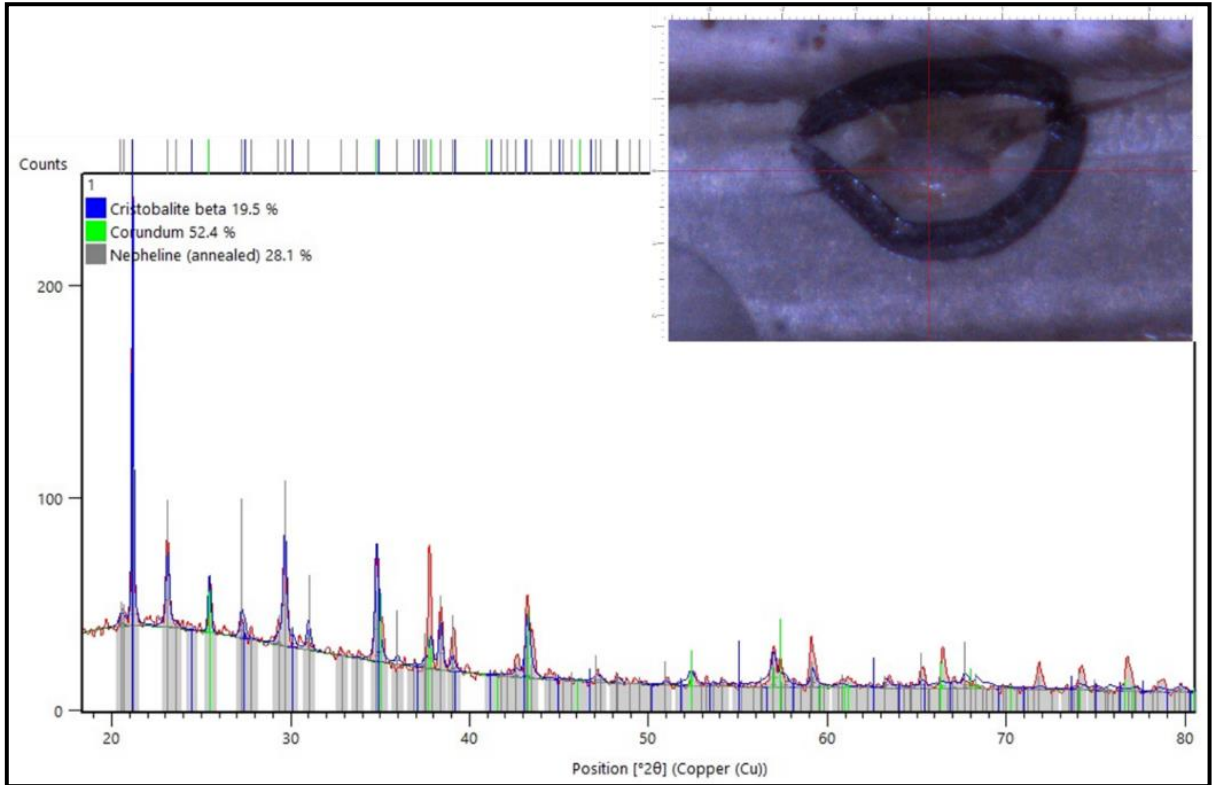 Counts
1
Cristobalite beta 19.5 %
Corundum 52.4 %
Nepheline (annealed) 28.1 %
200
100
0
20 30 40 50 60 70 80
Position [°2θ] (Copper (Cu))